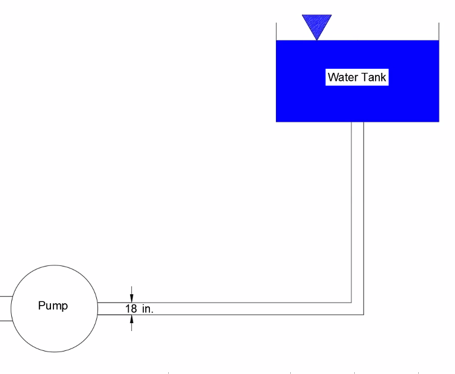 Water Tank
Pump
18 in.